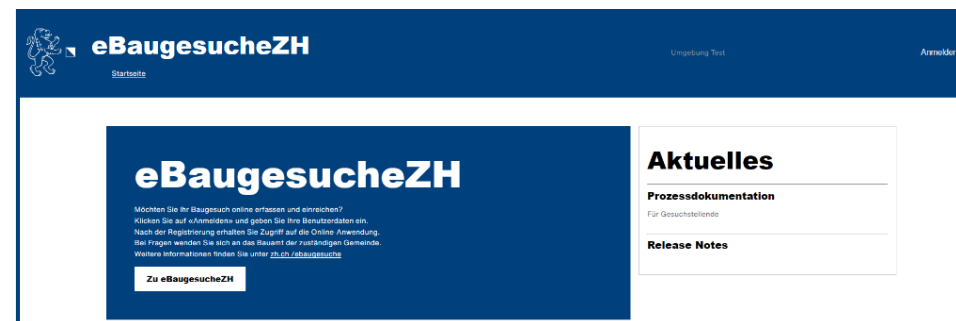 eBaugesucheZH
Startseite
Umgebung Test
Anmelden
eBaugesucheZH
Möchten Sie Ihr Baugesuch online erfassen und einreichen?
Klicken Sie auf «Anmelden» und geben Sie Ihre Benutzerdaten ein.
Nach der Registrierung erhalten Sie Zugriff auf die Online Anwendung.
Bei Fragen wenden Sie sich an das Bauamt der zuständigen Gemeinde.
Weitere Informationen finden Sie unter zh.ch /ebaugesuche
Zu eBaugesucheZH
Aktuelles
Prozessdokumentation
Für Gesuchstellende
Release Notes